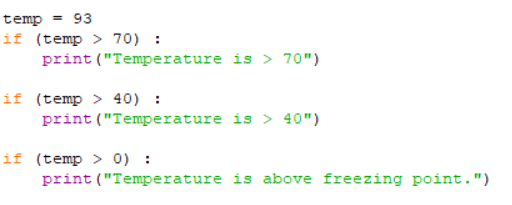 temp = 93
if (temp > 70) :
    print("Temperature is > 70")
if (temp > 40) :
    print("Temperature is > 40")
if (temp > 0) :
    print("Temperature is above freezing point.")